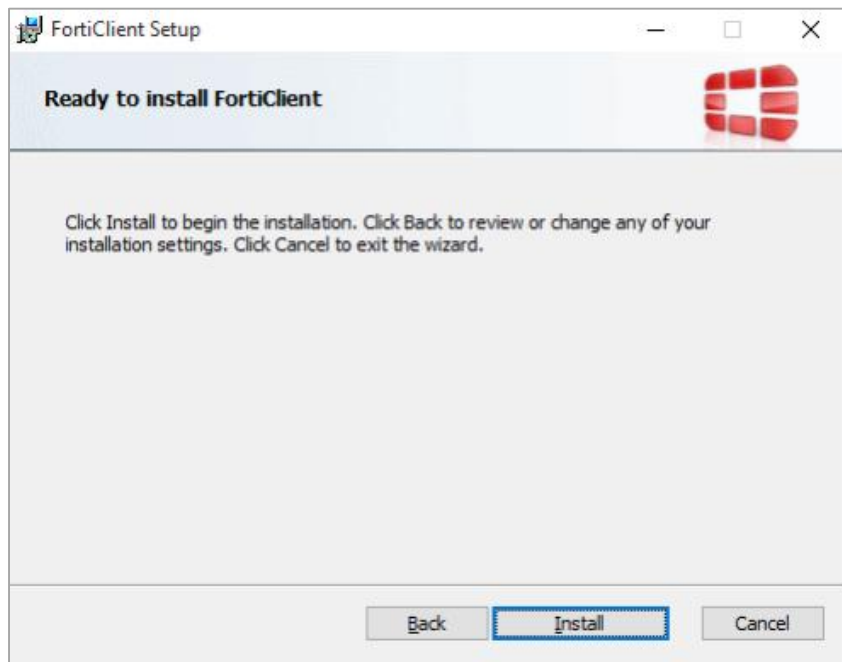 FortiClient Setup
Ready to install FortiClient
Click Install to begin the installation. Click Back to review or change any of your
installation settings. Click Cancel to exit the wizard.
Back
Install
Cancel